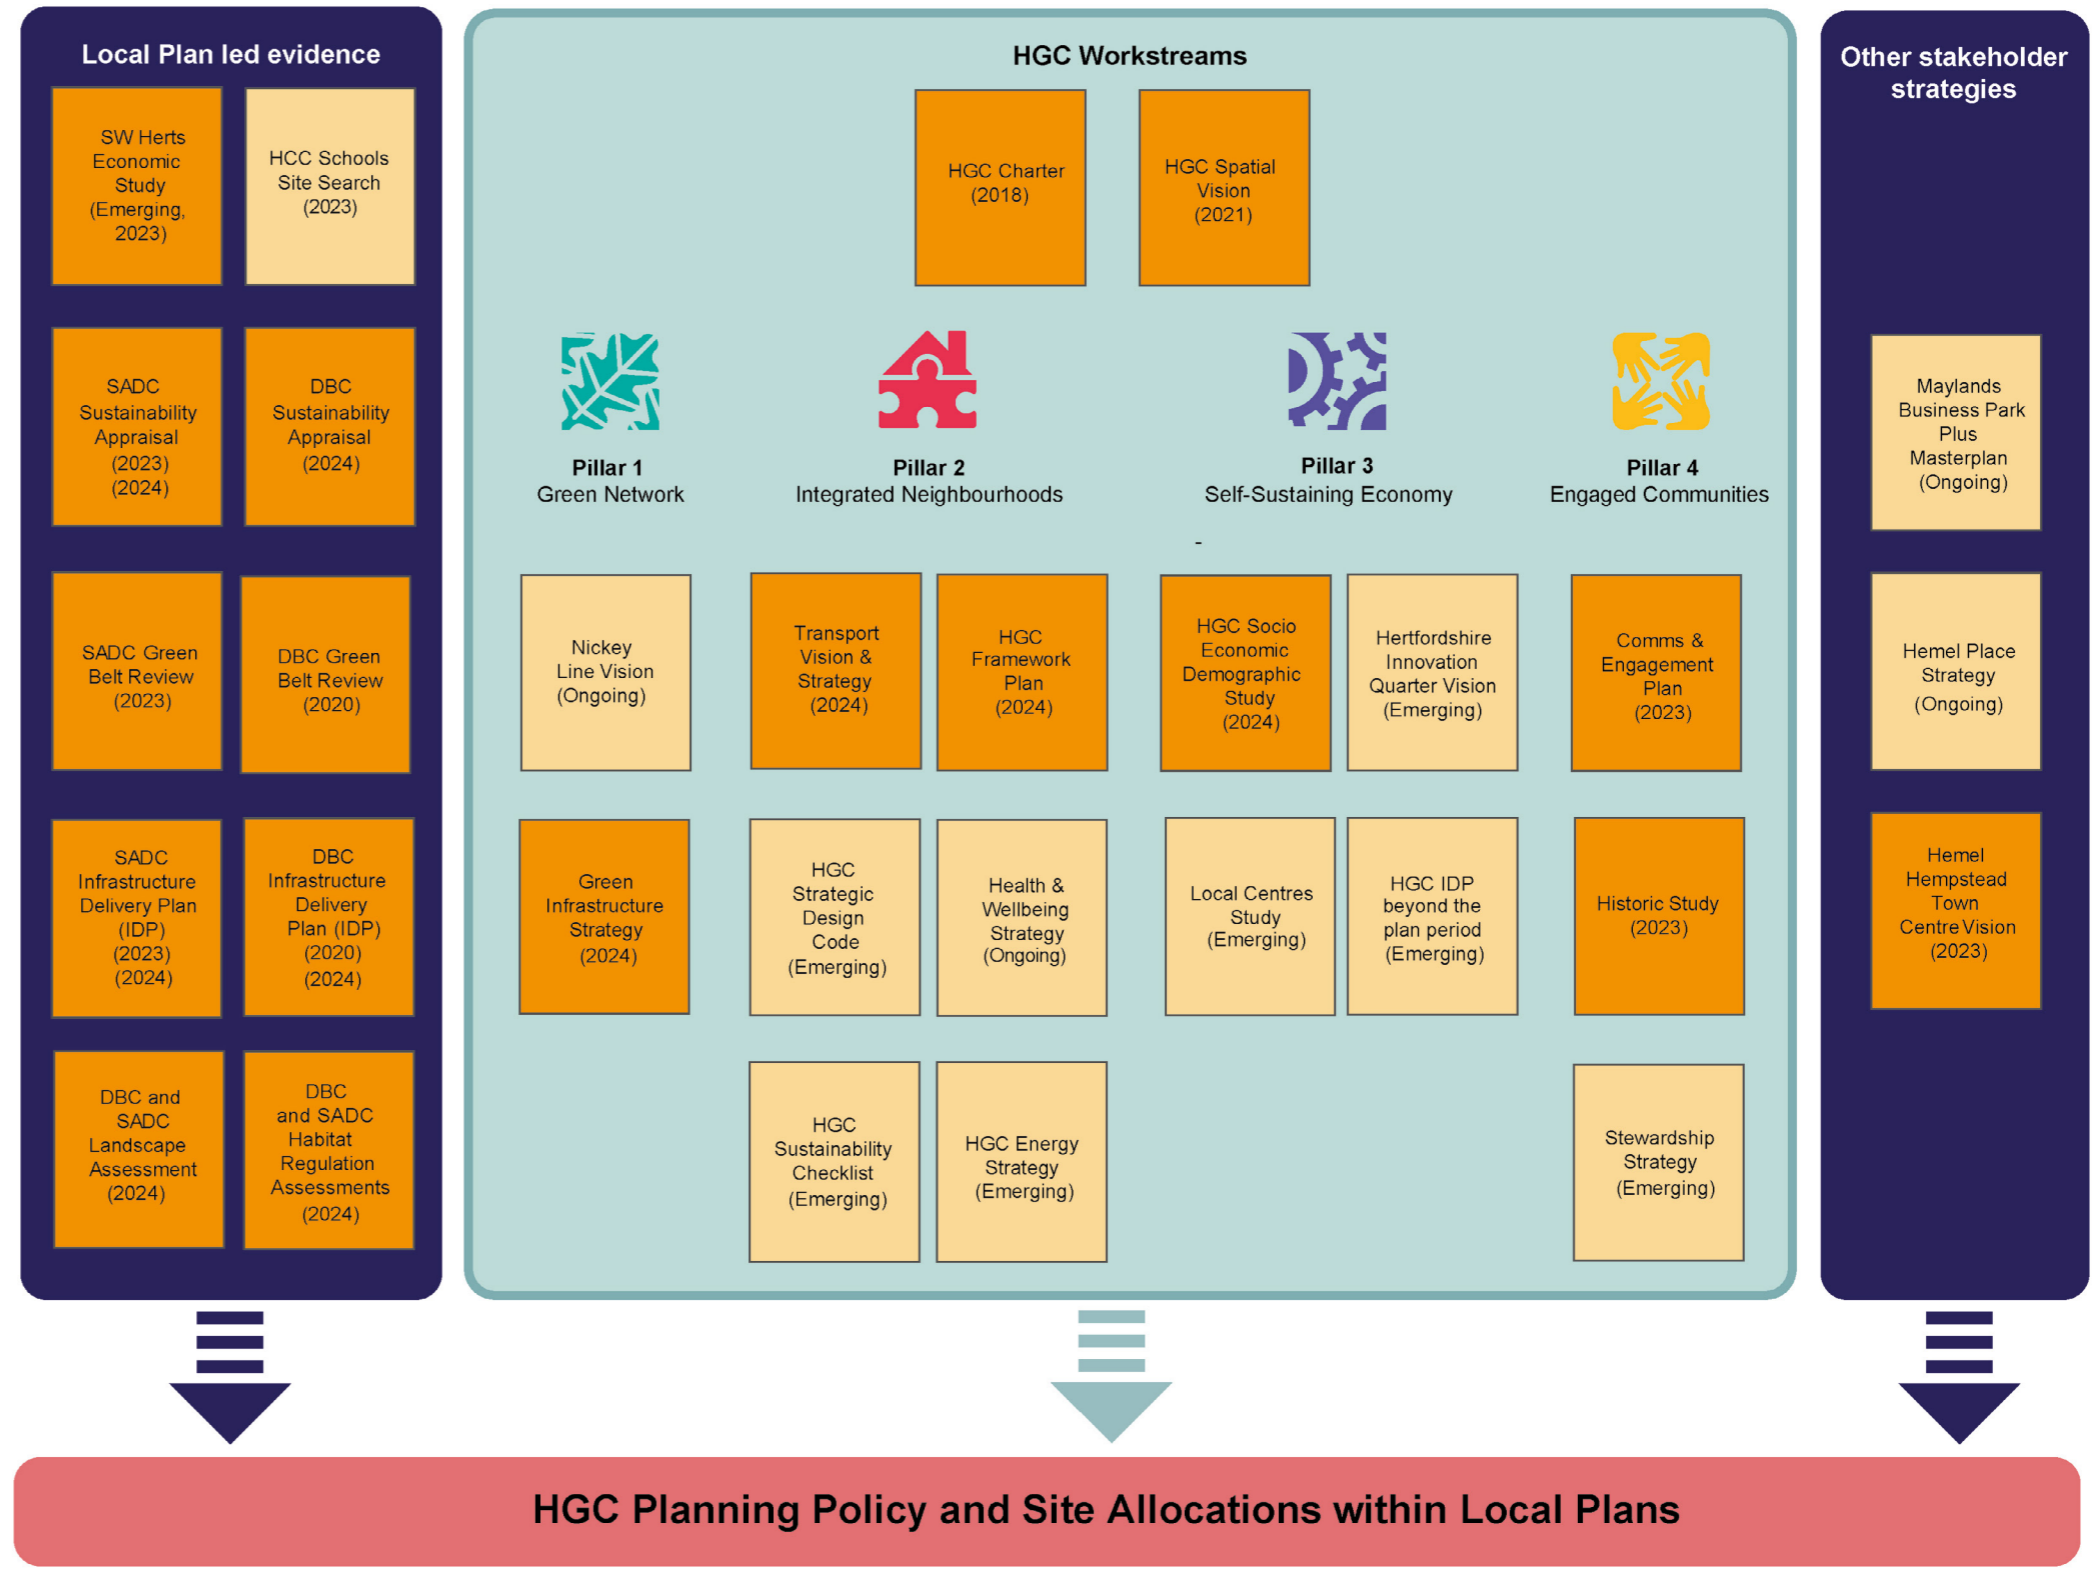 Local Plan led evidence
SW Herts
Economic
Study
(Emerging,
2023)
HCC Schools
Site Search
(2023)
SADC
Sustainability
Appraisal
(2023)
(2024)
DBC
Sustainability
Appraisal
(2024)
SADC Green
Belt Review
(2023)
DBC Green
Belt Review
(2020)
SADC
Infrastructure
Delivery Plan
(IDP)
(2023)
(2024)
DBC
Infrastructure
Delivery
Plan (IDP)
(2020)
(2024)
DBC and
SADC
Landscape
Assessment
(2024)
DBC
and SADC
Habitat
Regulation
Assessments
(2024)
HGC Workstreams
HGC Charter
(2018)
HGC Spatial
Vision
(2021)
Pillar 1
Green Network
Pillar 2
Integrated Neighbourhoods
Pillar 3
Self-Sustaining Economy
-
Pillar 4
Engaged Communities
Nickey
Line Vision
(Ongoing)
Transport
Vision &
Strategy
(2024)
HGC
Framework
Plan
(2024)
HGC Socio
Economic
Demographic
Study
(2024)
Hertfordshire
Innovation
Quarter Vision
(Emerging)
Comms &
Engagement
Plan
(2023)
Green
Infrastructure
Strategy
(2024)
HGC
Strategic
Design
Code
(Emerging)
Health &
Wellbeing
Strategy
(Ongoing)
Local Centres
Study
(Emerging)
HGC IDP
beyond the
plan period
(Emerging)
Historic Study
(2023)
HGC
Sustainability
Checklist
(Emerging)
HGC Energy
Strategy
(Emerging)
Stewardship
Strategy
(Emerging)
Other stakeholder
strategies
Maylands
Business Park
Plus
Masterplan
(Ongoing)
Hemel Place
Strategy
(Ongoing)
Hemel
Hempstead
Town
Centre Vision
(2023)
HGC Planning Policy and Site Allocations within Local Plans